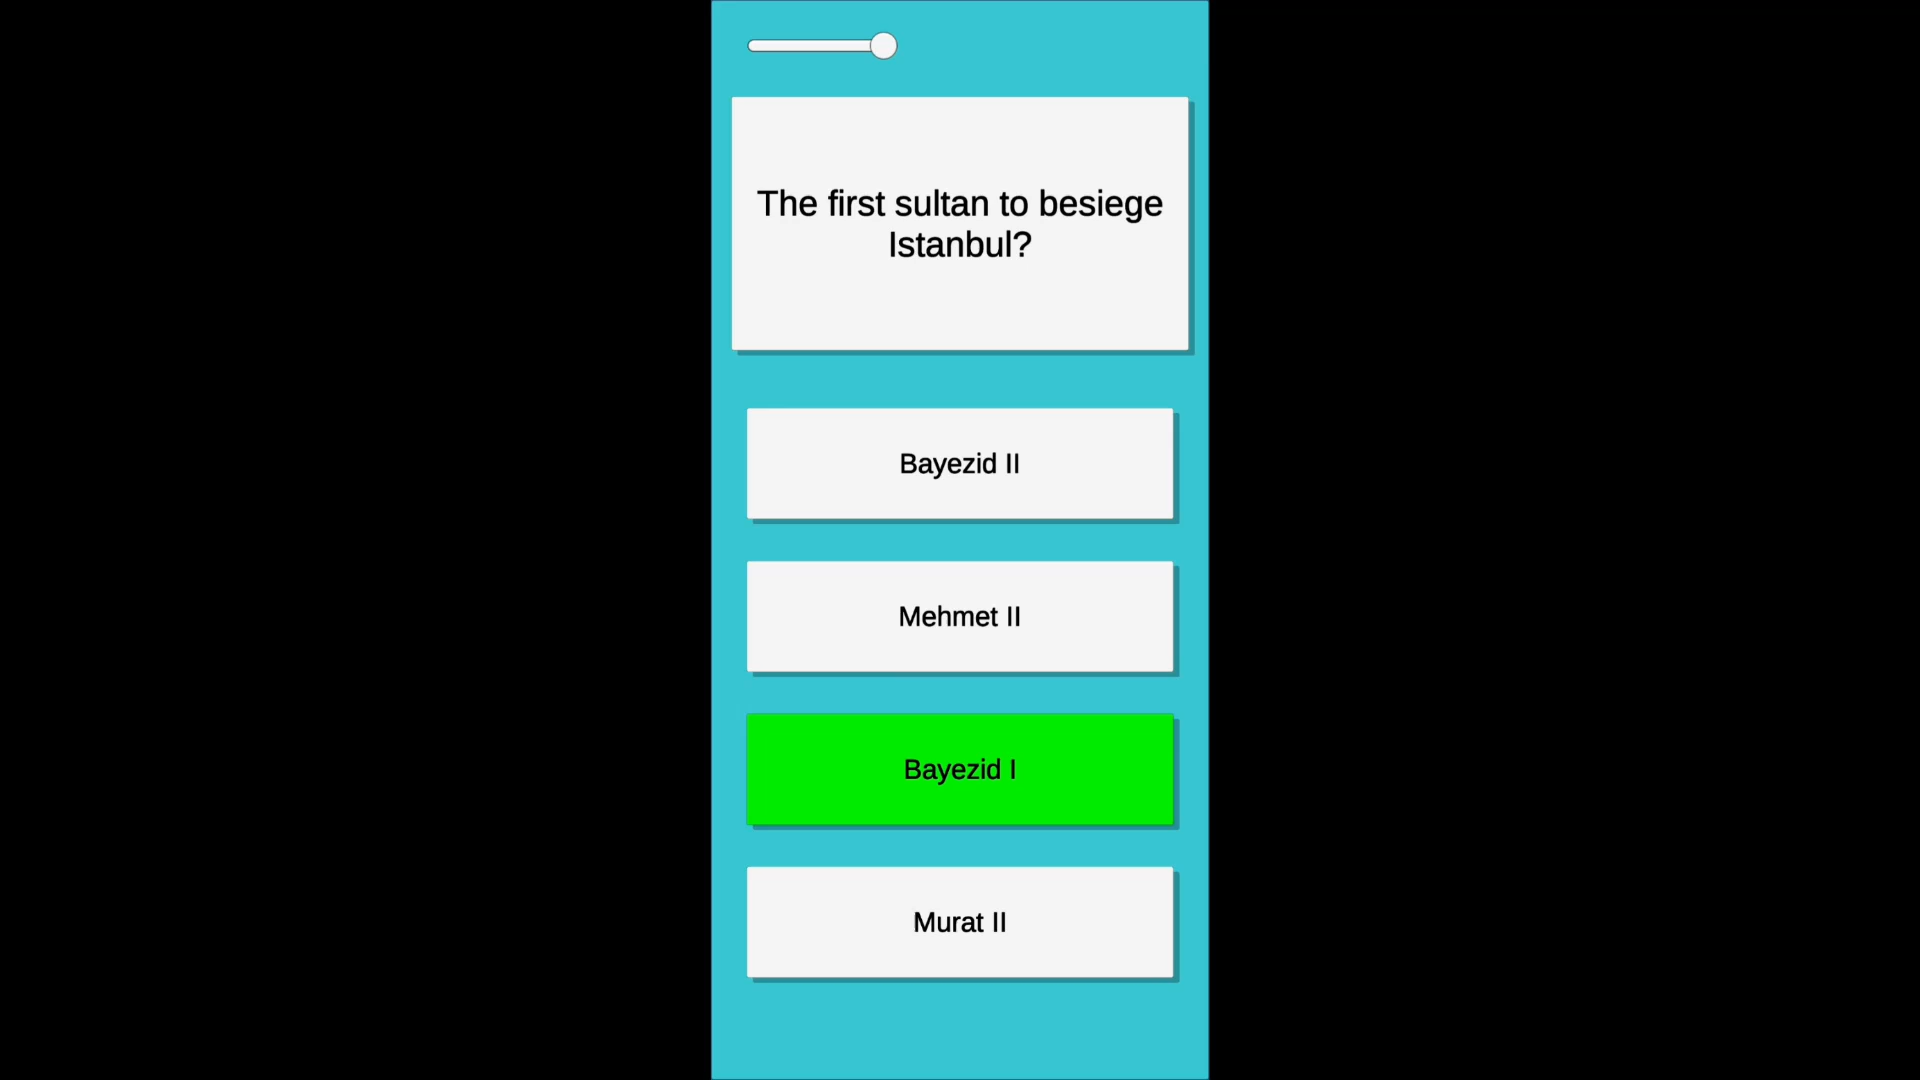 The first sultan to besiege
Istanbul?
Bayezid II
Mehmet II
Bayezid I
Murat II